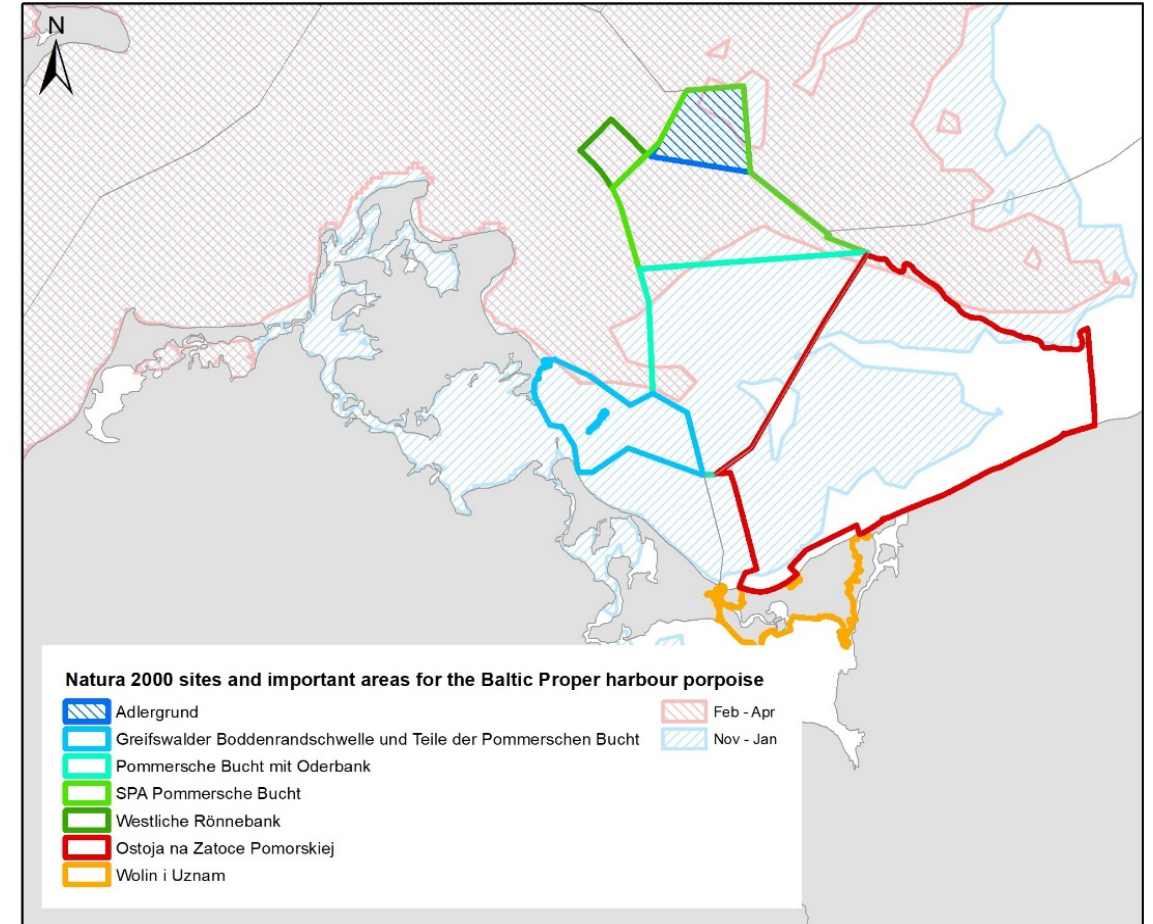 N
Natura 2000 sites and important areas for the Baltic Proper harbour porpoise
Adlergrund
Greifswalder Boddenrandschwelle und Teile der Pommerschen Bucht
Pommersche Bucht mit Oderbank
SPA Pommersche Bucht
Westliche Rönnebank
Ostoja na Zatoce Pomorskiej
Wolin i Uznam
Feb - Apr
Nov - Jan